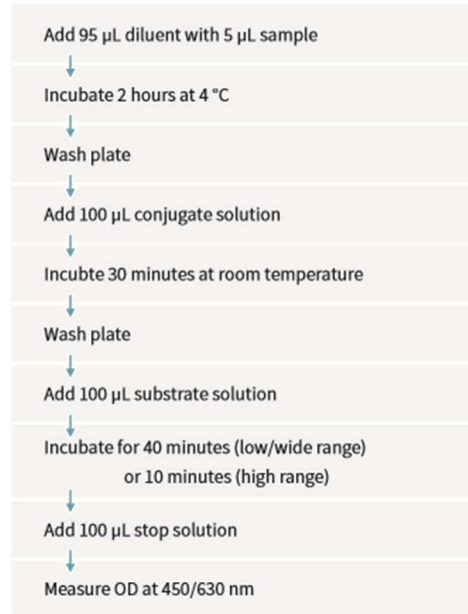 Add 95 µL diluent with 5 µL sample
Incubate 2 hours at 4 °C
Wash plate
Add 100 µL conjugate solution
Incubte 30 minutes at room temperature
Wash plate
Add 100 µL substrate solution
Incubate for 40 minutes (low/wide range)
or 10 minutes (high range)
Add 100 µL stop solution
Measure OD at 450/630 nm